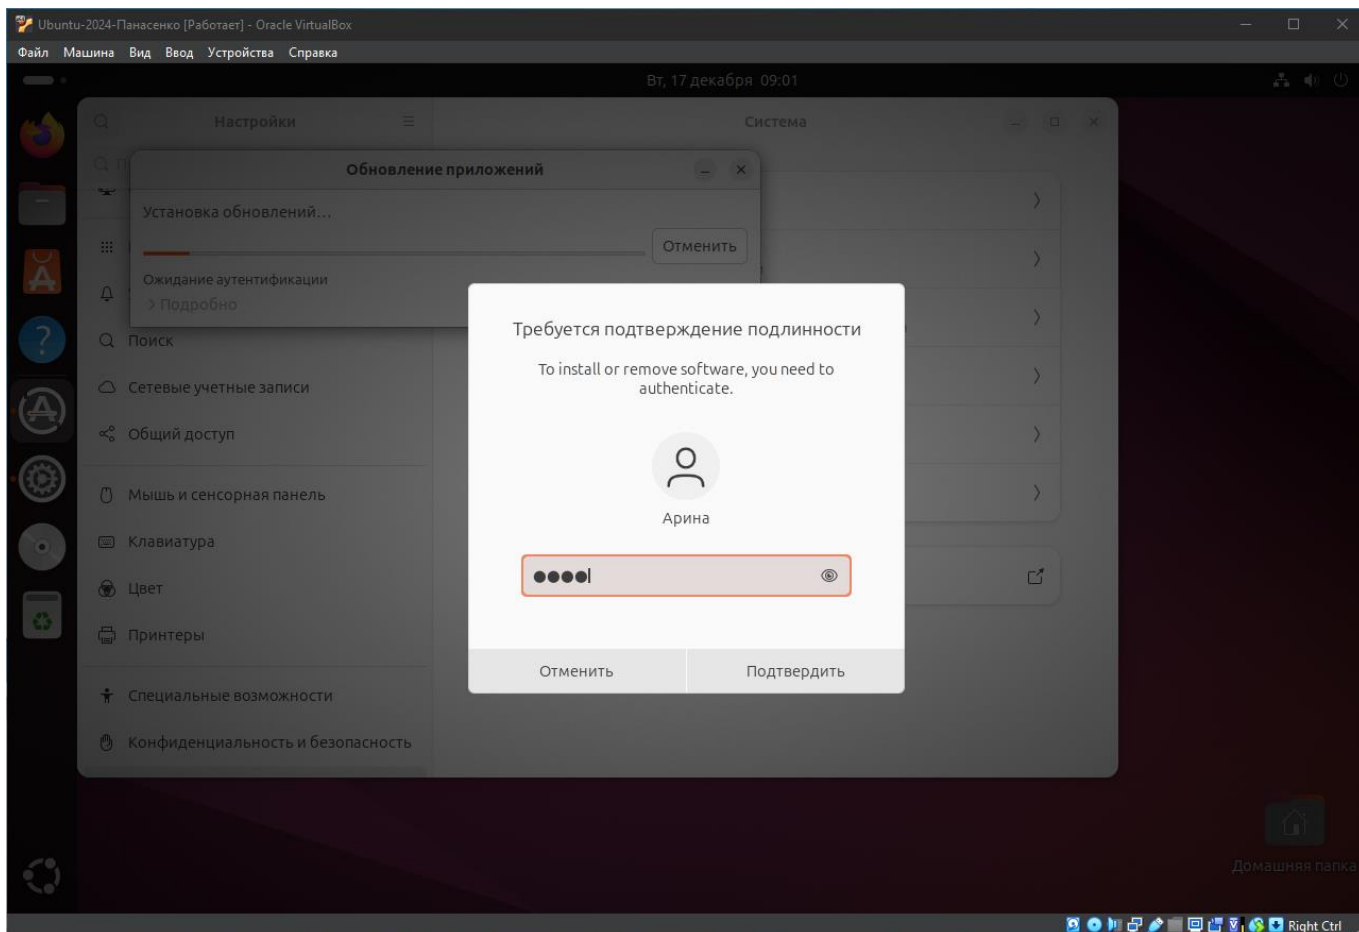 Ubuntu-2024-Панасенко [Работает] - Oracle VirtualBox
Файл Машина Вид Ввод Устройства Справка
Вт, 17 декабря 09:01
Настройки
Система
Обновление приложений
Установка обновлений…
Отменить
Ожидание аутентификации
Подробно
Поиск
Сетевые учетные записи
Общий доступ
Мышь и сенсорная панель
Клавиатура
Цвет
Принтеры
Специальные возможности
Конфиденциальность и безопасность
Требуется подтверждение подлинности
To install or remove software, you need to
authenticate.
Арина
Отменить
Подтвердить
Домашняя папка
Right Ctrl